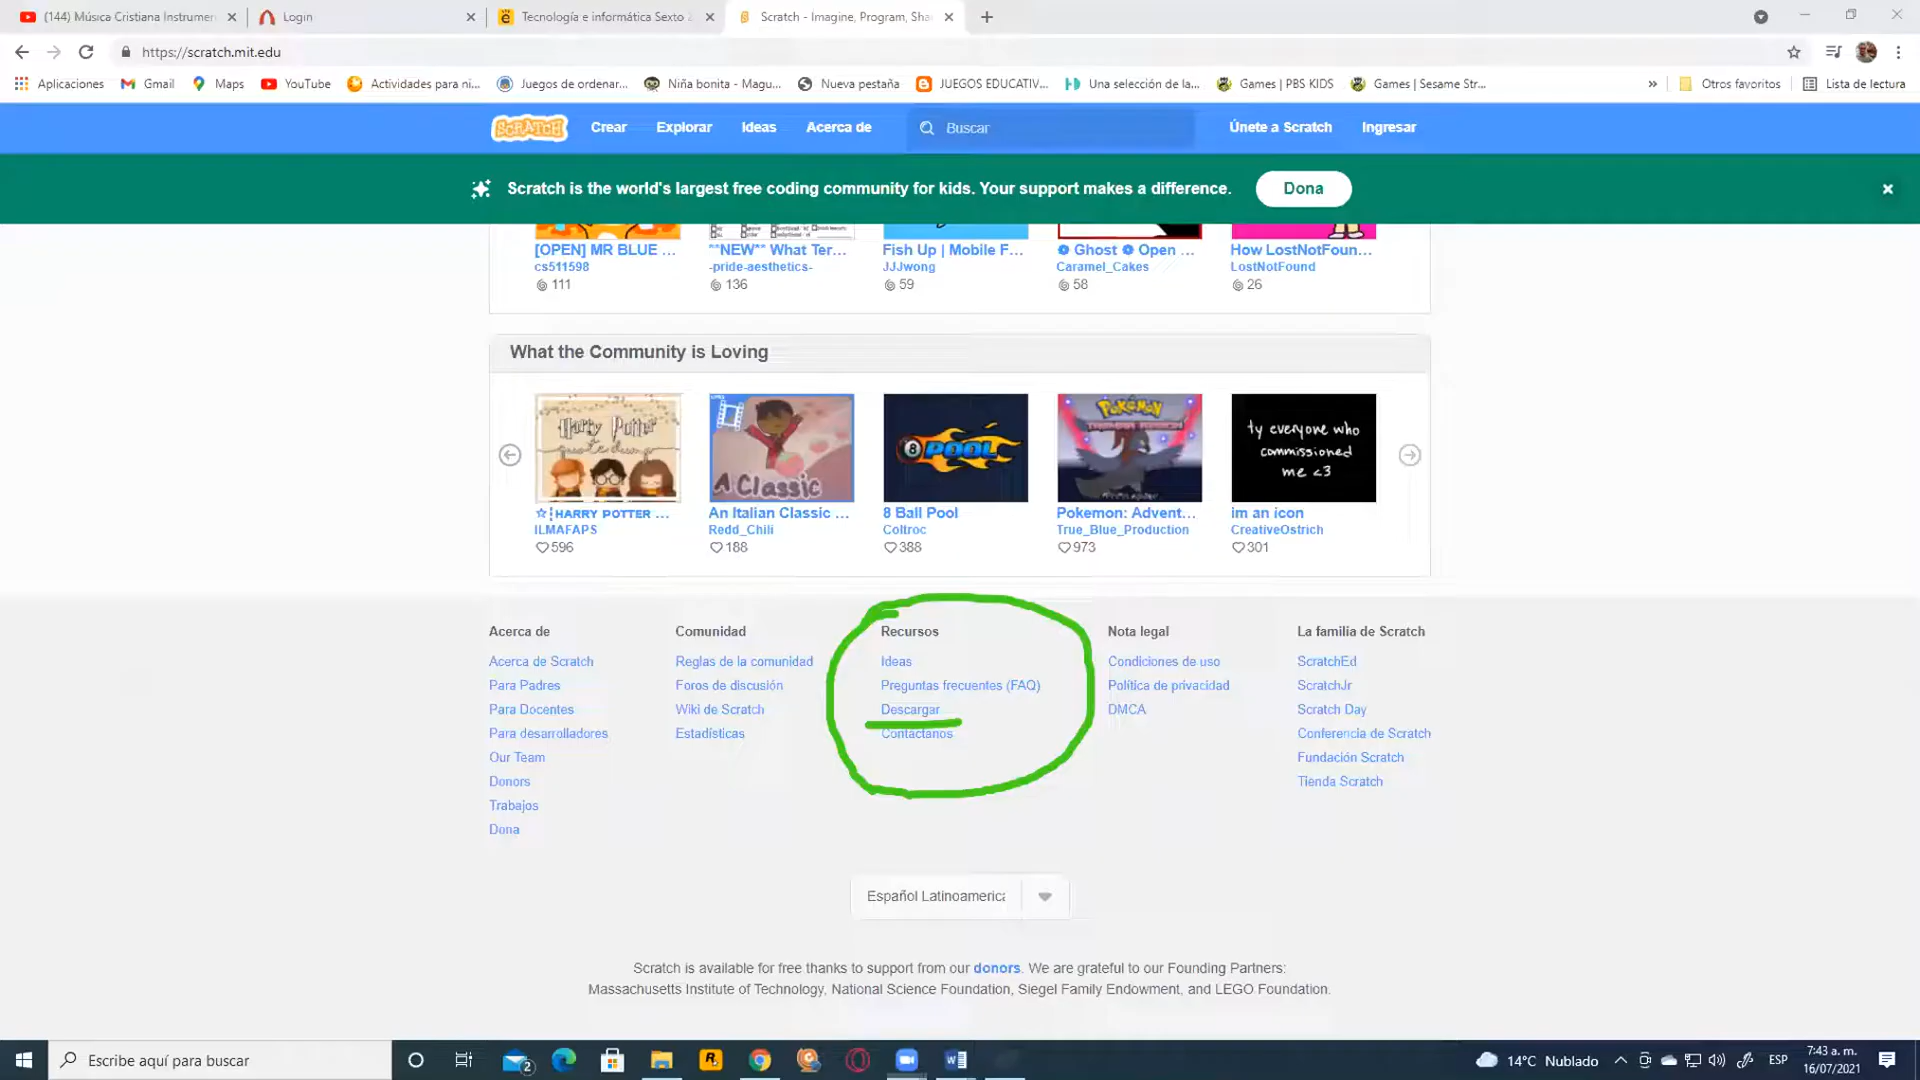 (144) Música Cristiana Instrumen
Login
Tecnología e informática Sexto 2
Scratch - Imagine, Program, Sha
https://scratch.mit.edu
Aplicaciones
Gmail
Maps
YouTube
Actividades para ni...
Juegos de ordenar...
Niña bonita - Magu...
Nueva pestaña
JUEGOS EDUCATIV...
Una selección de la...
Games | PBS KIDS
Games | Sesame Str...
»
Otros favoritos
Lista de lectura
SCRATCH
Crear
Explorar
Ideas
Acerca de
Buscar
Únete a Scratch
Ingresar
Scratch is the world's largest free coding community for kids. Your support makes a difference.
Dona
[OPEN] MR BLUE ...
cs511598
111
**NEW** What Ter...
-pride-aesthetics-
136
Fish Up | Mobile F...
JJJwong
59
❁ Ghost ❁ Open ...
Caramel_Cakes
58
How LostNotFoun...
LostNotFound
26
What the Community is Loving
Harry Potter
quote dump
A Classic
8 POOL
POKéMON
ty everyone who
commissioned
me <3
☆┆HARRY POTTER ...
ILMAFAPS
596
An Italian Classic ...
Redd_Chili
188
8 Ball Pool
Coltroc
388
Pokemon: Advent...
True_Blue_Production
973
im an icon
CreativeOstrich
301
Acerca de
Acerca de Scratch
Para Padres
Para Docentes
Para desarrolladores
Our Team
Donors
Trabajos
Dona
Comunidad
Reglas de la comunidad
Foros de discusión
Wiki de Scratch
Estadísticas
Recursos
Ideas
Preguntas frecuentes (FAQ)
Descargar
Contáctanos
Nota legal
Condiciones de uso
Política de privacidad
DMCA
La familia de Scratch
ScratchEd
ScratchJr
Scratch Day
Conferencia de Scratch
Fundación Scratch
Tienda Scratch
Español Latinoamerica
Scratch is available for free thanks to support from our donors. We are grateful to our Founding Partners:
Massachusetts Institute of Technology, National Science Foundation, Siegel Family Endowment, and LEGO Foundation.
Escribe aquí para buscar
2
14°C Nublado
ESP
7:43 a. m.
16/07/2021